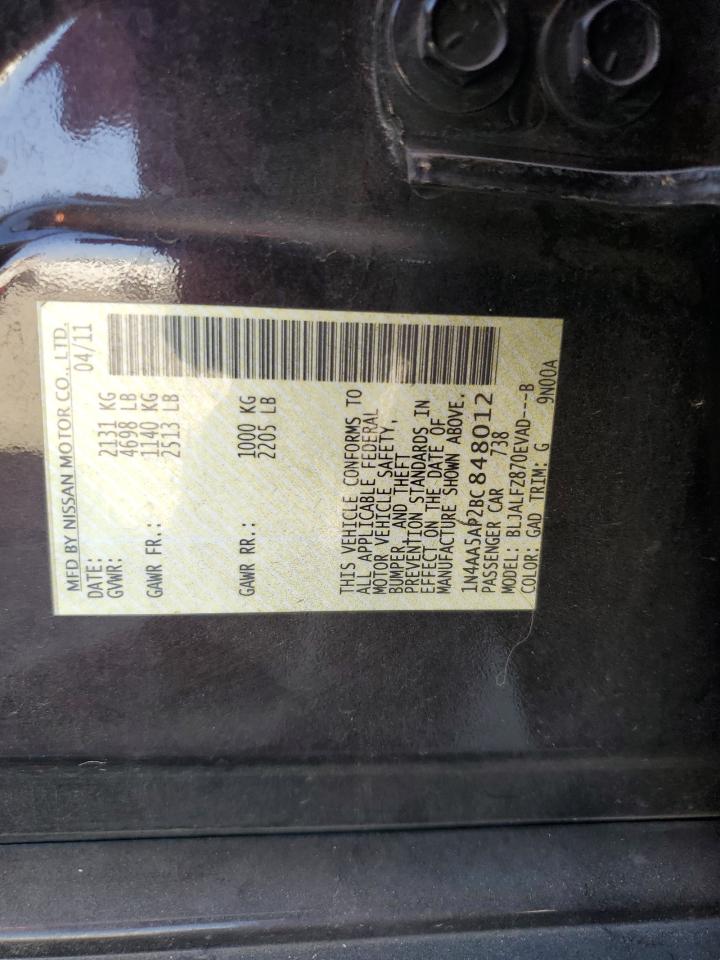 MFD BY NISSAN MOTOR CO., LTD.
DATE: 04/11
GVWR: 2131 KG
4698 LB
GAWR FR.: 1140 KG
2513 LB
GAWR RR.: 1000 KG
2205 LB
THIS VEHICLE CONFORMS TO
ALL APPLICABLE FEDERAL
MOTOR VEHICLE SAFETY,
BUMPER, AND THEFT
PREVENTION STANDARDS IN
EFFECT ON THE DATE OF
MANUFACTURE SHOWN ABOVE.
1N4AA5AP2BC848012
PASSENGER CAR 738
MODEL: BLJALFZ870EVAD---B
COLOR: GAD TRIM: G 9N00A